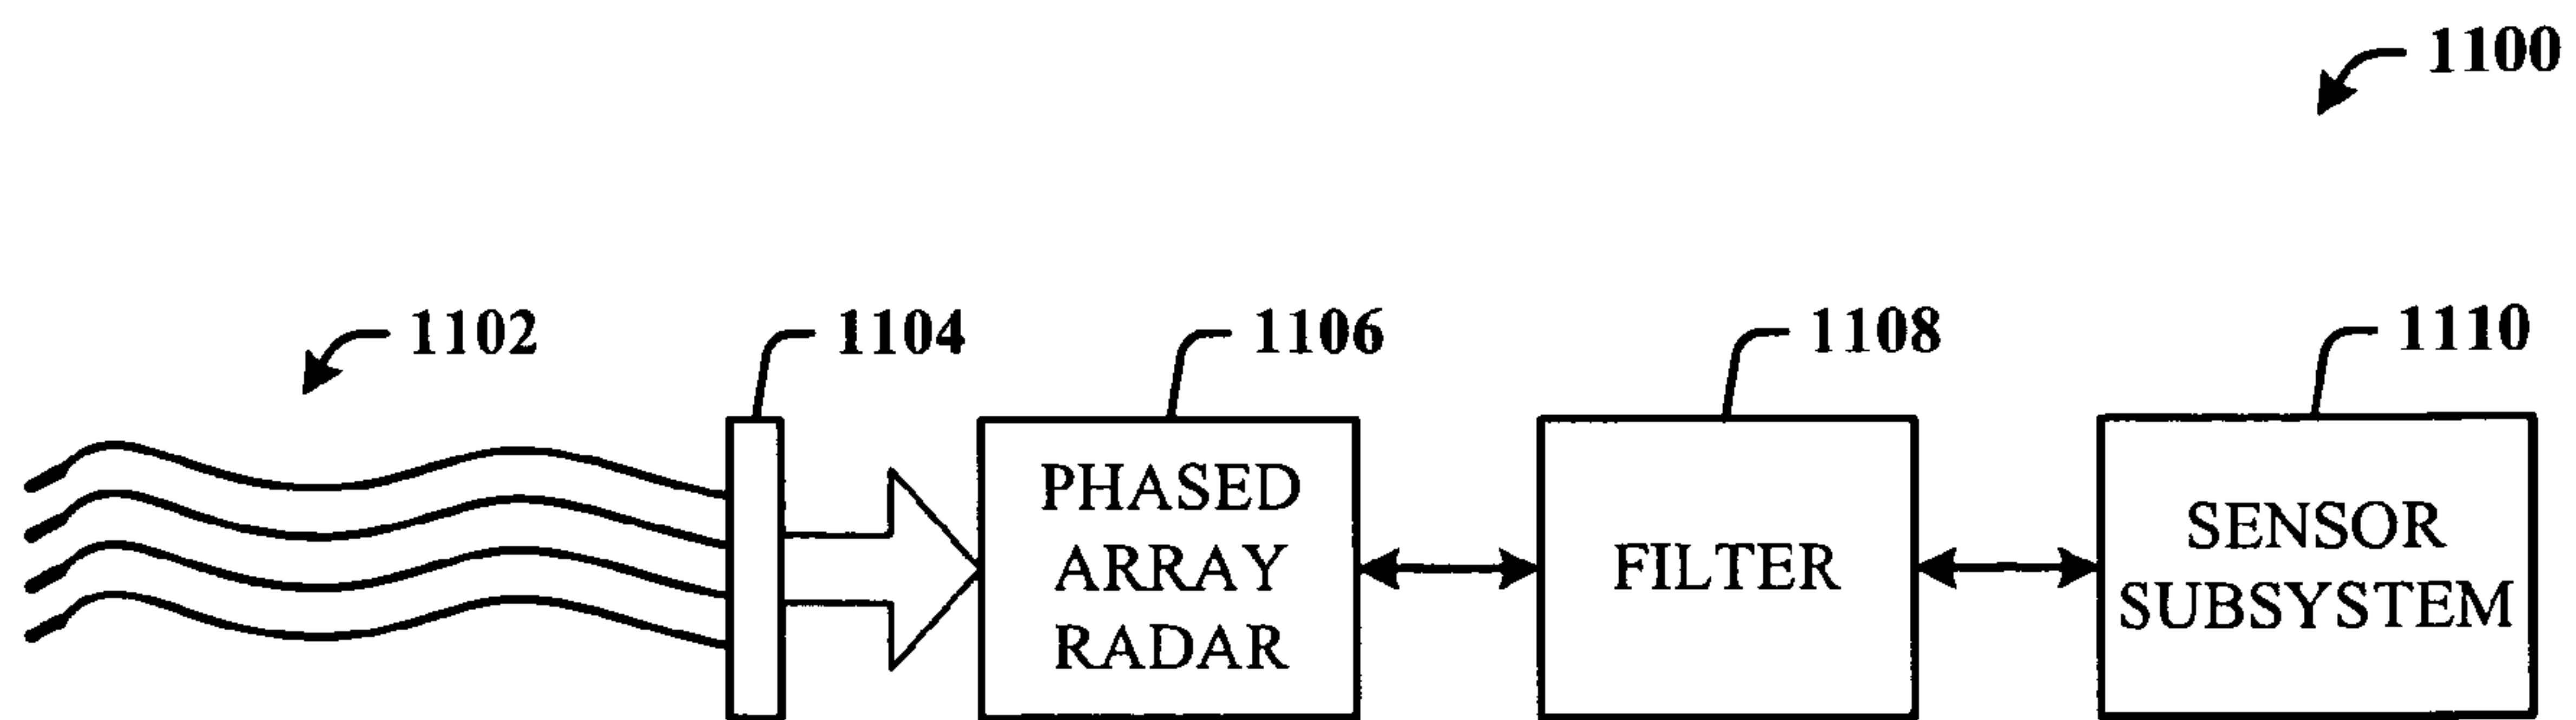 1100
1102
1104
1106
1108
1110
PHASED
ARRAY
RADAR
FILTER
SENSOR
SUBSYSTEM